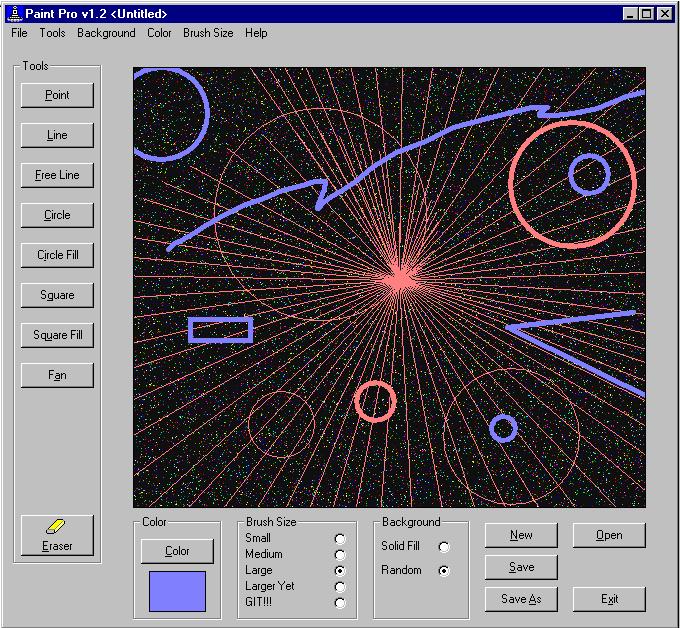 Paint Pro v1.2 <Untitled>
File Tools Background Color Brush Size Help
Tools
Point
Line
Free Line
Circle
Circle Fill
Sguare
Square Fill
Fan
Eraser
Color
Color
Brush Size
Small
Medium
Large
Larger Yet
GIT!!!
Background
Solid Fill
Random
New
Open
Save
Save As
Exit